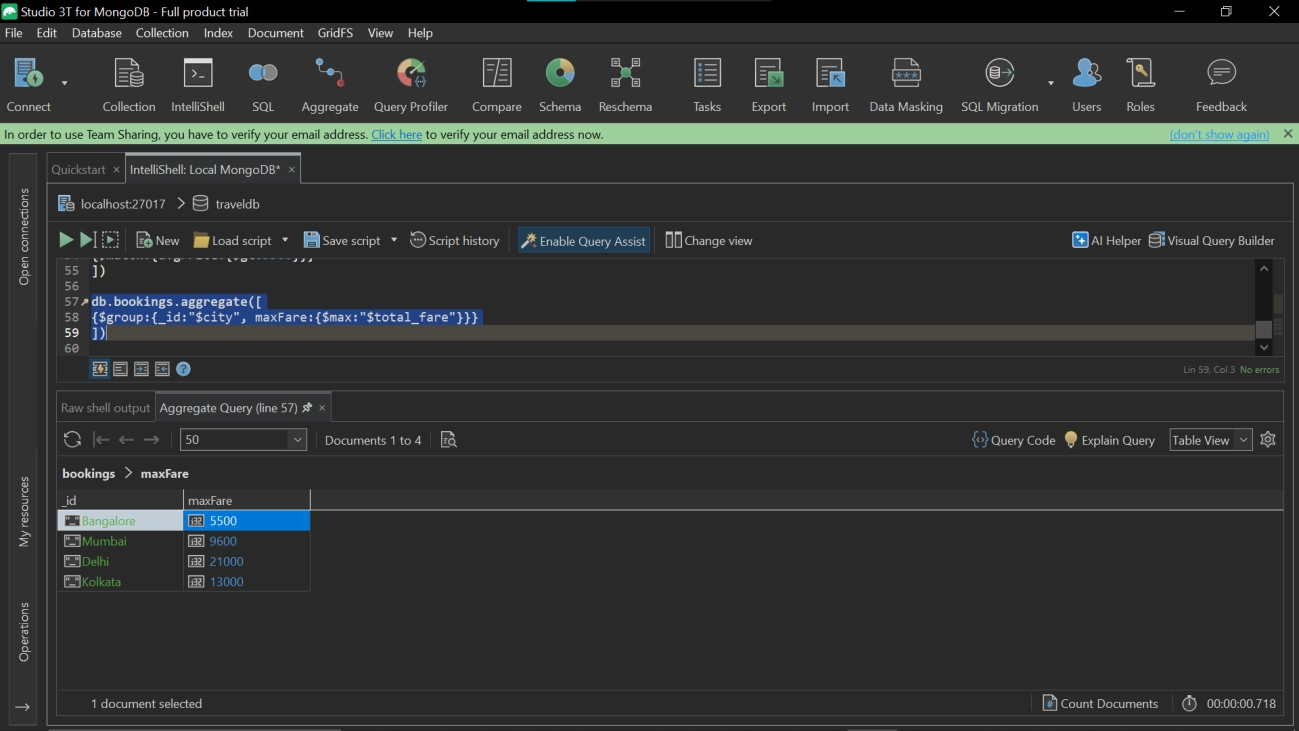 Studio 3T for MongoDB - Full product trial
File Edit Database Collection Index Document GridFS View Help
Connect Collection IntelliShell SQL Aggregate Query Profiler Compare Schema Reschema Tasks Export Import Data Masking SQL Migration Users Roles Feedback
In order to use Team Sharing, you have to verify your email address. Click here to verify your email address now. (don't show again)
Open connections
My resources
Operations
Quickstart IntelliShell: Local MongoDB*
localhost:27017 traveldb
New Load script Save script Script history Enable Query Assist Change view AI Helper Visual Query Builder
55 ])
56
57 db.bookings.aggregate([
58 {$group:{_id:"$city", maxFare:{$max:"$total_fare"}}}
59 ])
60
Lin 59, Col 3 No errors
Raw shell output Aggregate Query (line 57)
50 Documents 1 to 4 Query Code Explain Query Table View
bookings > maxFare
_id maxFare
Bangalore i32 5500
Mumbai i32 9600
Delhi i32 21000
Kolkata i32 13000
1 document selected Count Documents 00:00:00.718